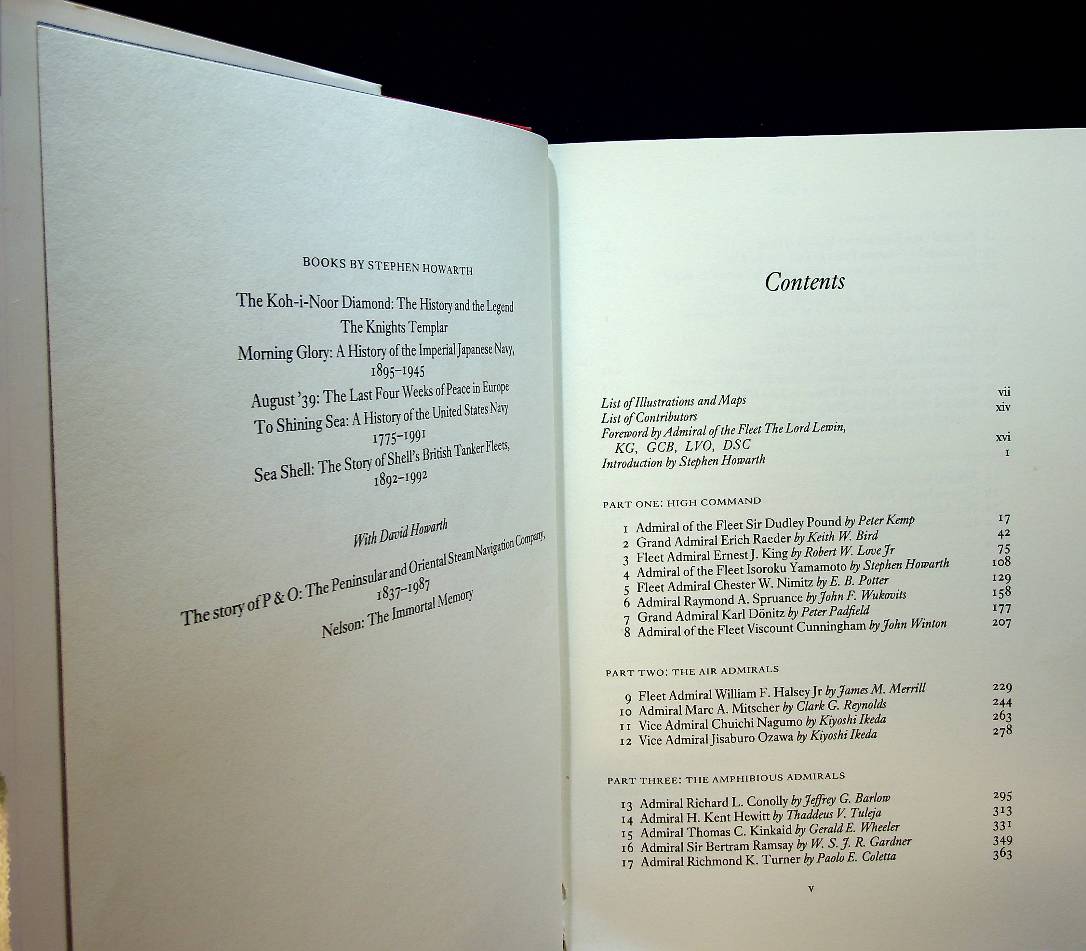 BOOKS BY STEPHEN HOWARTH
The Koh-i-Noor Diamond: The History and the Legend
The Knights Templar
Morning Glory: A History of the Imperial Japanese Navy,
1895–1945
August '39: The Last Four Weeks of Peace in Europe
To Shining Sea: A History of the United States Navy
1775–1991
Sea Shell: The Story of Shell's British Tanker Fleets,
1892–1992
With David Howarth
The story of P & O: The Peninsular and Oriental Steam Navigation Company,
1837–1987
Nelson: The Immortal Memory
Contents
List of Illustrations and Maps vii
List of Contributors xiv
Foreword by Admiral of the Fleet The Lord Lewin,
KG, GCB, LVO, DSC xvi
Introduction by Stephen Howarth 1
PART ONE: HIGH COMMAND
1 Admiral of the Fleet Sir Dudley Pound by Peter Kemp 17
2 Grand Admiral Erich Raeder by Keith W. Bird 42
3 Fleet Admiral Ernest J. King by Robert W. Love Jr 75
4 Admiral of the Fleet Isoroku Yamamoto by Stephen Howarth 108
5 Fleet Admiral Chester W. Nimitz by E. B. Potter 129
6 Admiral Raymond A. Spruance by John F. Wukovits 158
7 Grand Admiral Karl Dönitz by Peter Padfield 177
8 Admiral of the Fleet Viscount Cunningham by John Winton 207
PART TWO: THE AIR ADMIRALS
9 Fleet Admiral William F. Halsey Jr by James M. Merrill 229
10 Admiral Marc A. Mitscher by Clark G. Reynolds 244
11 Vice Admiral Chuichi Nagumo by Kiyoshi Ikeda 263
12 Vice Admiral Jisaburo Ozawa by Kiyoshi Ikeda 278
PART THREE: THE AMPHIBIOUS ADMIRALS
13 Admiral Richard L. Conolly by Jeffrey G. Barlow 295
14 Admiral H. Kent Hewitt by Thaddeus V. Tuleja 313
15 Admiral Thomas C. Kinkaid by Gerald E. Wheeler 331
16 Admiral Sir Bertram Ramsay by W. S. J. R. Gardner 349
17 Admiral Richmond K. Turner by Paolo E. Coletta 363
v